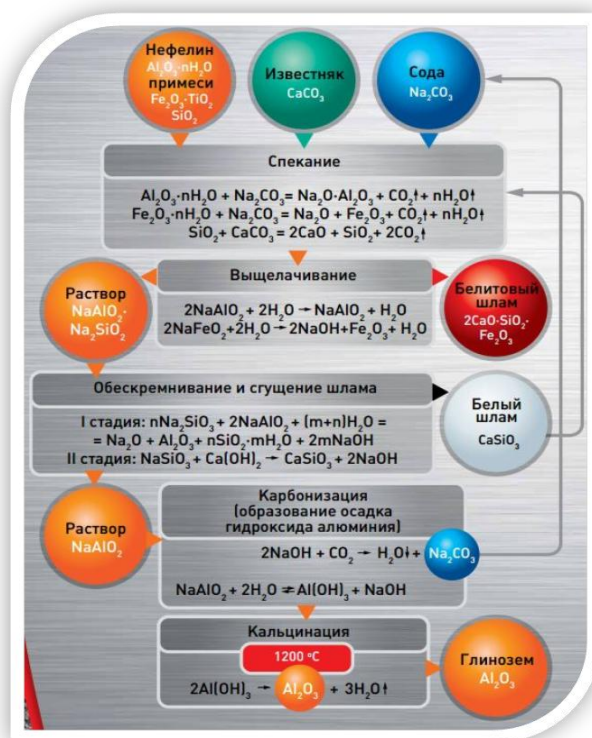 Нефелин
Al₂O₃·nH₂O
примеси
Fe₂O₃·TiO₂
SiO₂
Известняк
CaCO₃
Сода
Na₂CO₃
Спекание
Al₂O₃·nH₂O + Na₂CO₃= Na₂O·Al₂O₃+ CO₂↑+ nH₂O↑
Fe₂O₃·nH₂O + Na₂CO₃= Na₂O + Fe₂O₃+ CO₂↑+ nH₂O↑
SiO₂+ CaCO₃= 2CaO + SiO₂+ 2CO₂↑
Выщелачивание
2NaAlO₂ + 2H₂O → NaAlO₂ + H₂O
2NaFeO₂+2H₂O → 2NaOH+Fe₂O₃+ H₂O
Раствор
NaAlO₂·
Na₂SiO₂
Белитовый
шлам
2CaO·SiO₂·
Fe₂O₃
Обескремнивание и сгущение шлама
I стадия: nNa₂SiO₃ + 2NaAlO₂ + (m+n)H₂O =
= Na₂O + Al₂O₃ + nSiO₂·mH₂O + 2mNaOH
II стадия: NaSiO₃ + Ca(OH)₂ → CaSiO₃ + 2NaOH
Белый
шлам
CaSiO₃
Раствор
NaAlO₂
Карбонизация
(образование осадка
гидроксида алюминия)
2NaOH + CO₂ → H₂O↓ + Na₂CO₃
NaAlO₂ + 2H₂O ≠ Al(OH)₃ + NaOH
Кальцинация
1200 °C
2Al(OH)₃ → Al₂O₃ + 3H₂O↑
Глинозем
Al₂O₃